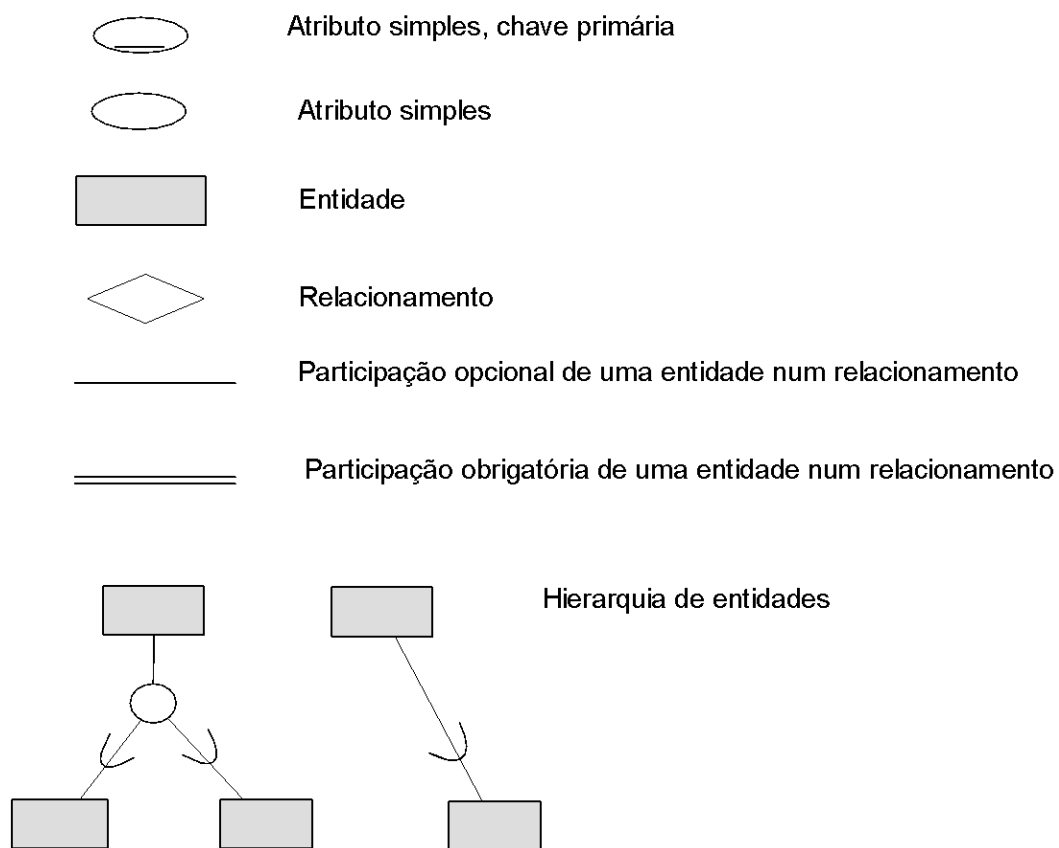 Atributo simples, chave primária
Atributo simples
Entidade
Relacionamento
Participação opcional de uma entidade num relacionamento
Participação obrigatória de uma entidade num relacionamento
Hierarquia de entidades